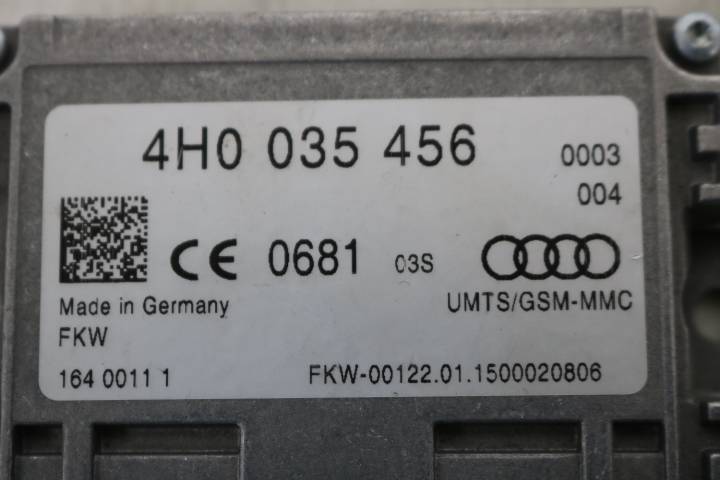 4H0 035 456 0003
004
CE 0681 03S
Made in Germany UMTS/GSM-MMC
FKW
164 0011 1 FKW-00122.01.1500020806